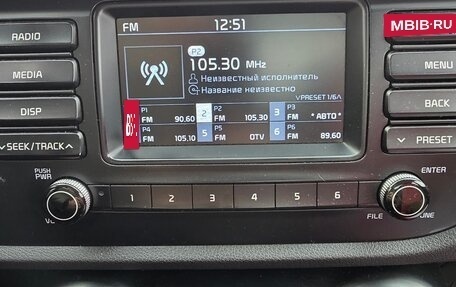 FM
12:51
MBIB·RU
RADIO
MEDIA
DISP
SEEK/TRACK
PUSH
PWR
P2
105.30 MHz
Неизвестный исполнитель
Название неизвестно
PRESET 1/6
P1
FM 90.60
2 P2
FM 105.30
3 P3
FM * АВТО *
P4
FM 105.10
5 P5
FM OTV
6 P6
FM 89.60
MENU
BACK
PRESET
ENTER
FILE
1 2 3 4 5 6